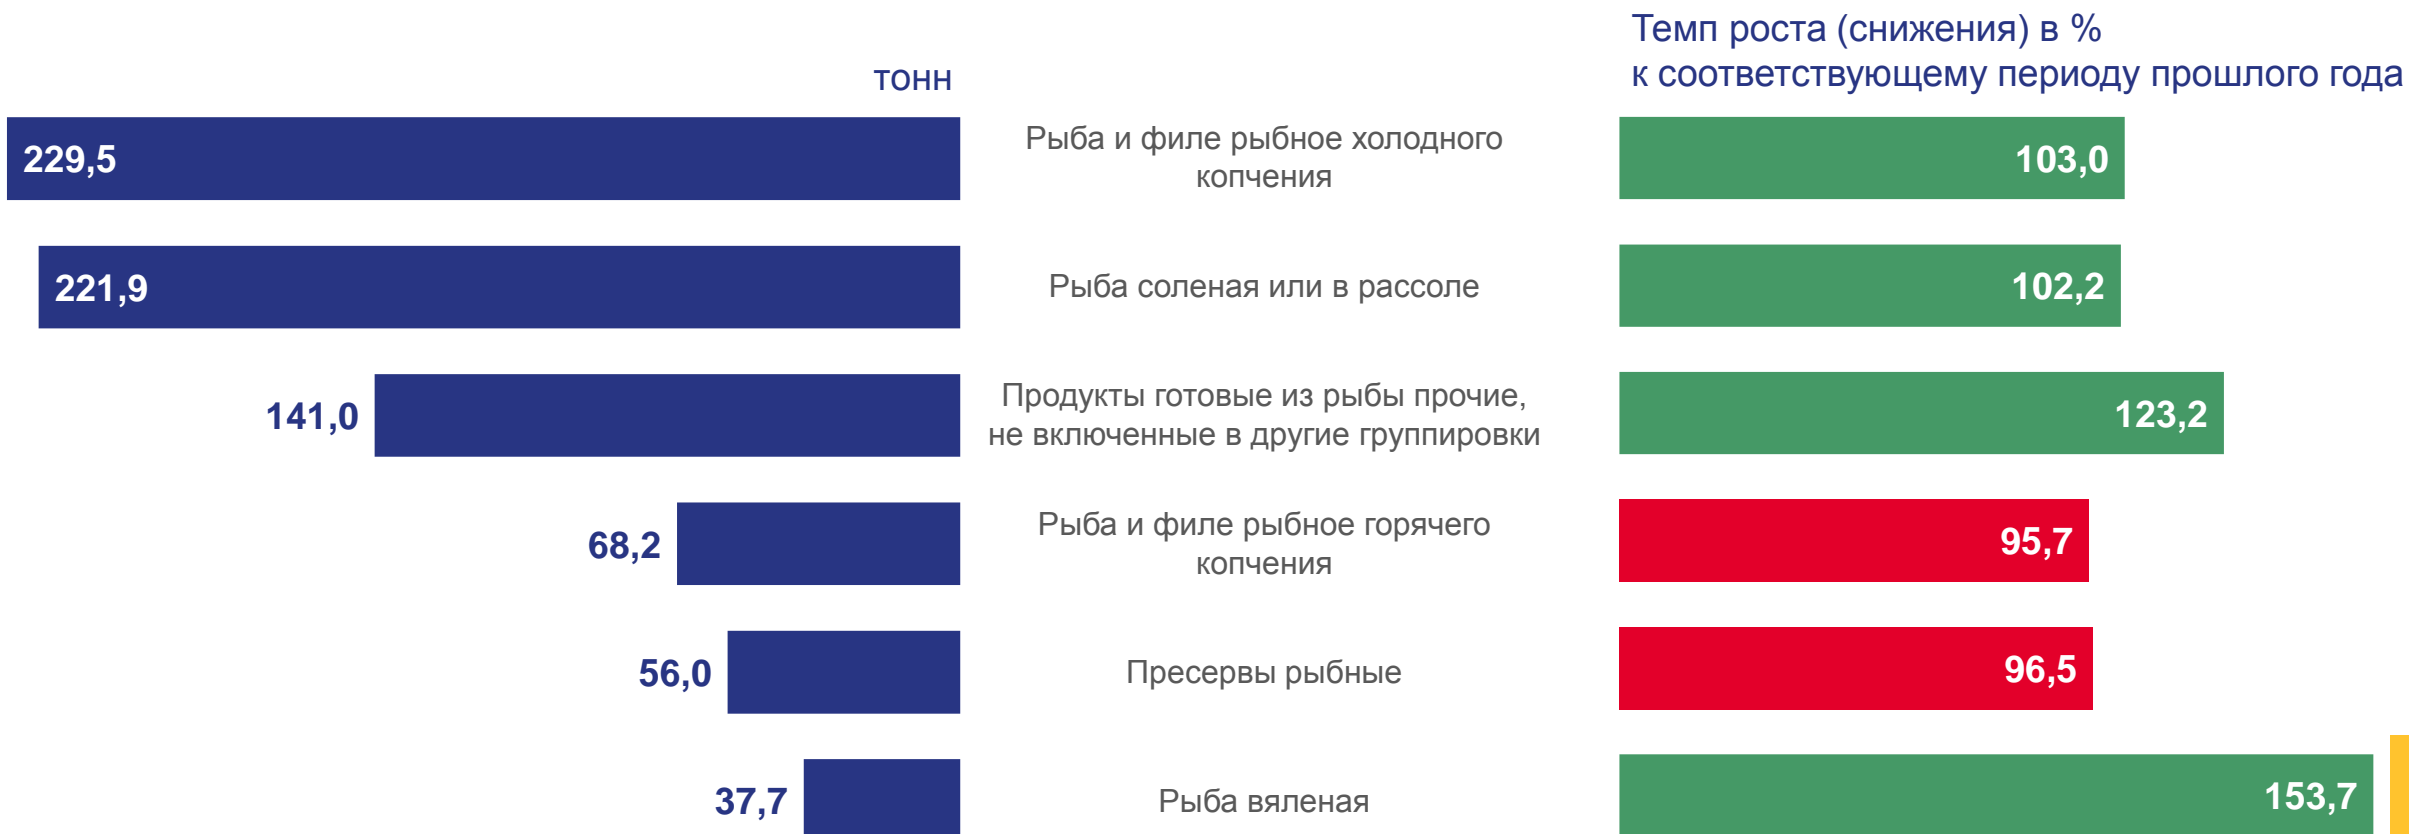 Темп роста (снижения) в %
к соответствующему периоду прошлого года
тонн
229,5
Рыба и филе рыбное холодного
копчения
103,0
221,9
Рыба соленая или в рассоле
102,2
141,0
Продукты готовые из рыбы прочие,
не включенные в другие группировки
123,2
68,2
Рыба и филе рыбное горячего
копчения
95,7
56,0
Пресервы рыбные
96,5
37,7
Рыба вяленая
153,7